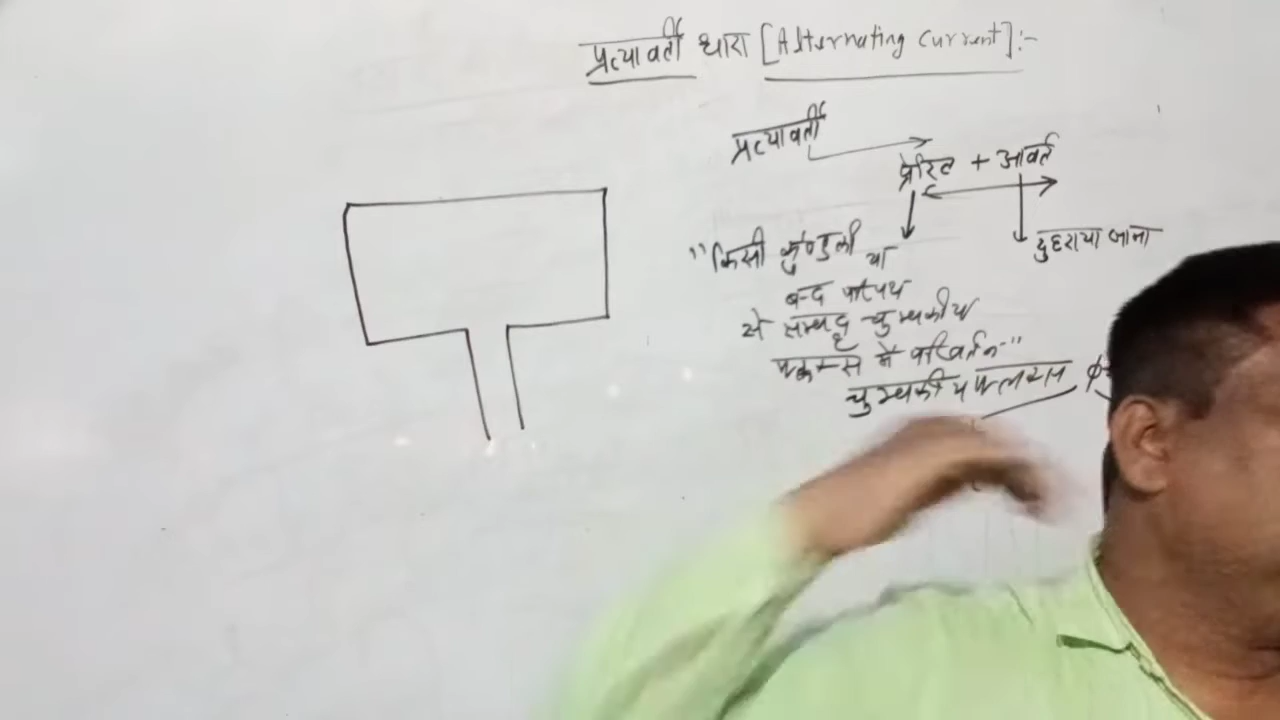 प्रत्यावर्ती धारा [Alternating Current]:-
प्रत्यावर्ती
प्रेरित + आवर्त
दुहराया जाना
"किसी कुण्डली या
बन्द परिपथ
से सम्बद्ध चुम्बकीय
फ्लक्स में परिवर्तन"
चुम्बकीय फ्लक्स ϕ